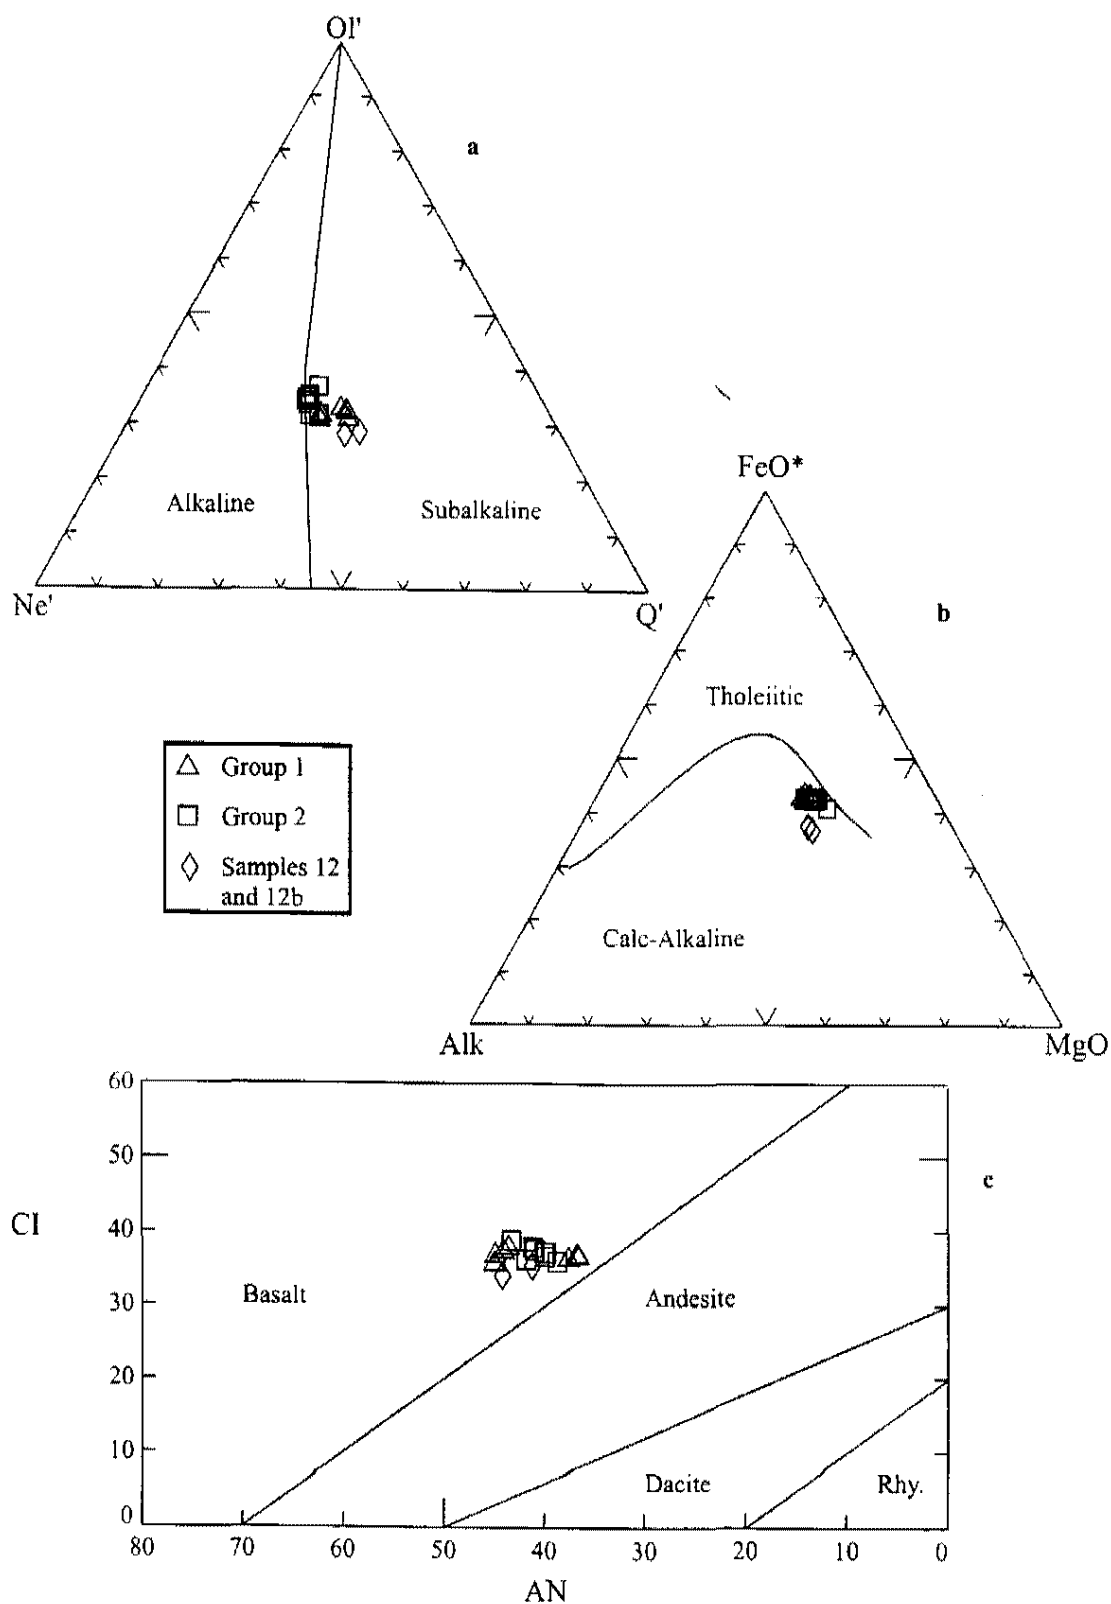 Ol'
a
Alkaline
Subalkaline
Ne'
Q'
FeO*
b
Tholeiitic
Calc-Alkaline
Alk
MgO
Group 1
Group 2
Samples 12
and 12b
60
50
40
30
20
10
0
CI
c
Basalt
Andesite
Dacite
Rhy.
80 70 60 50 40 30 20 10 0
AN